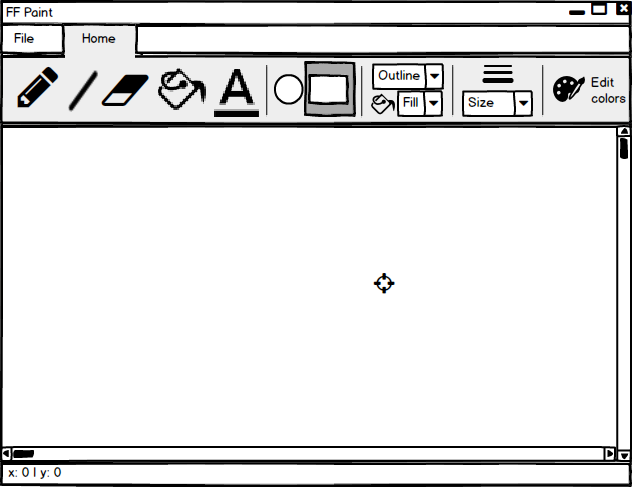 FF Paint
File
Home
A
Outline
Fill
Size
Edit
colors
x: 0 | y: 0